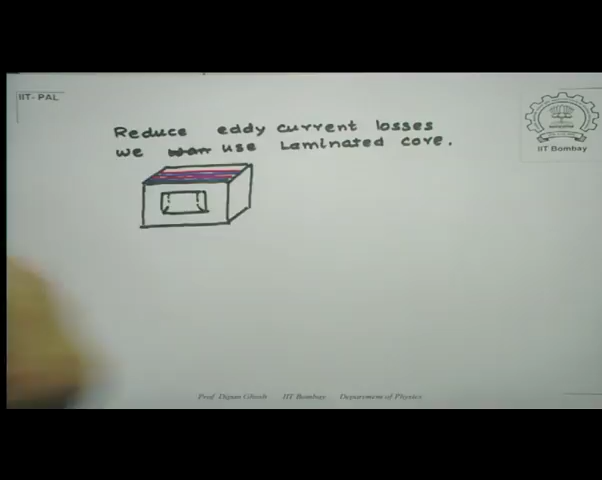 IIT-PAL
Reduce eddy current losses
we use Laminated core.
IIT Bombay
Prof Dipan Ghosh IIT Bombay Department of Physics